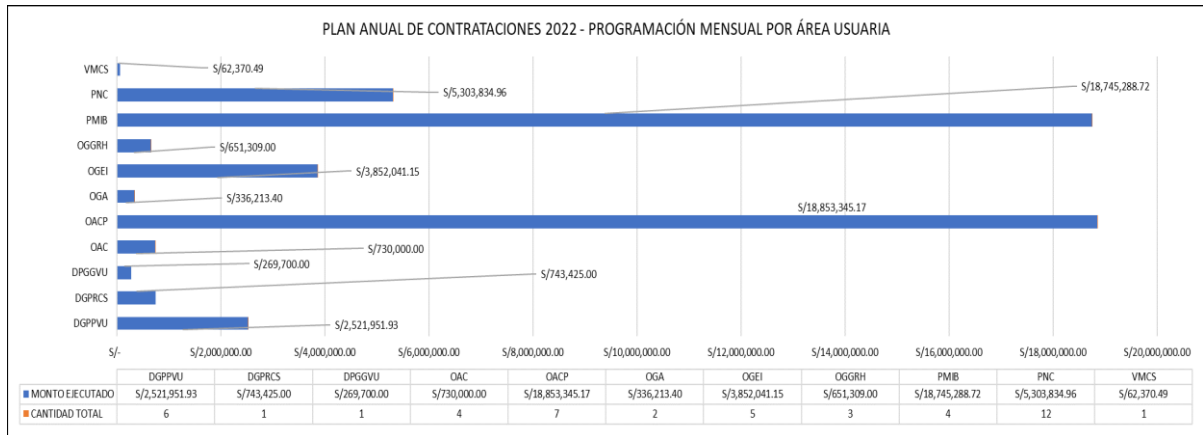 PLAN ANUAL DE CONTRATACIONES 2022 - PROGRAMACIÓN MENSUAL POR ÁREA USUARIA
VMCS S/62,370.49
PNC S/5,303,834.96
PMIB S/18,745,288.72
OGGRH S/651,309.00
OGEI S/3,852,041.15
OGA S/336,213.40
OACP S/18,853,345.17
OAC S/730,000.00
DPGGVU S/269,700.00
DGPRCS S/743,425.00
DGPPVU S/2,521,951.93
S/- S/2,000,000.00 S/4,000,000.00 S/6,000,000.00 S/8,000,000.00 S/10,000,000.00 S/12,000,000.00 S/14,000,000.00 S/16,000,000.00 S/18,000,000.00 S/20,000,000.00
DGPPVU DGPRCS DPGGVU OAC OACP OGA OGEI OGGRH PMIB PNC VMCS
MONTO EJECUTADO S/2,521,951.93 S/743,425.00 S/269,700.00 S/730,000.00 S/18,853,345.17 S/336,213.40 S/3,852,041.15 S/651,309.00 S/18,745,288.72 S/5,303,834.96 S/62,370.49
CANTIDAD TOTAL 6 1 1 4 7 2 5 3 4 12 1